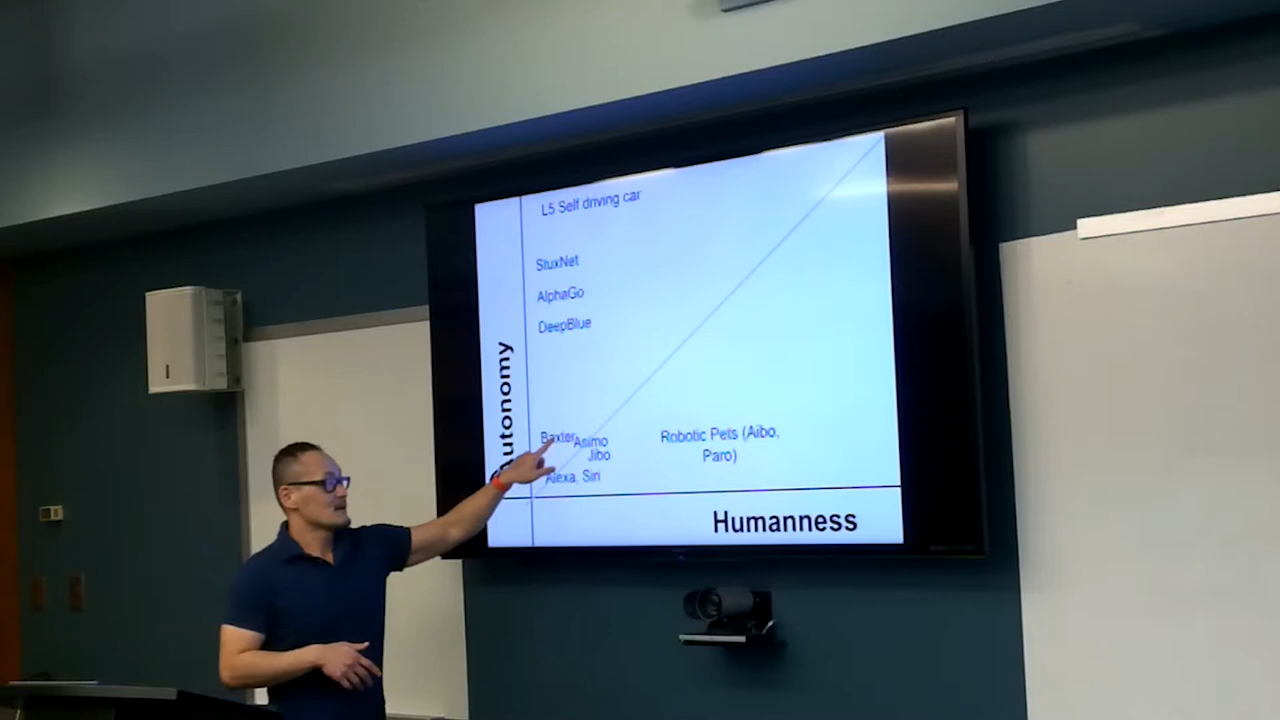 L5 Self driving car
StuxNet
AlphaGo
DeepBlue
Autonomy
Baxter
Asimo
Jibo
Alexa, Siri
Robotic Pets (Aibo,
Paro)
Humanness